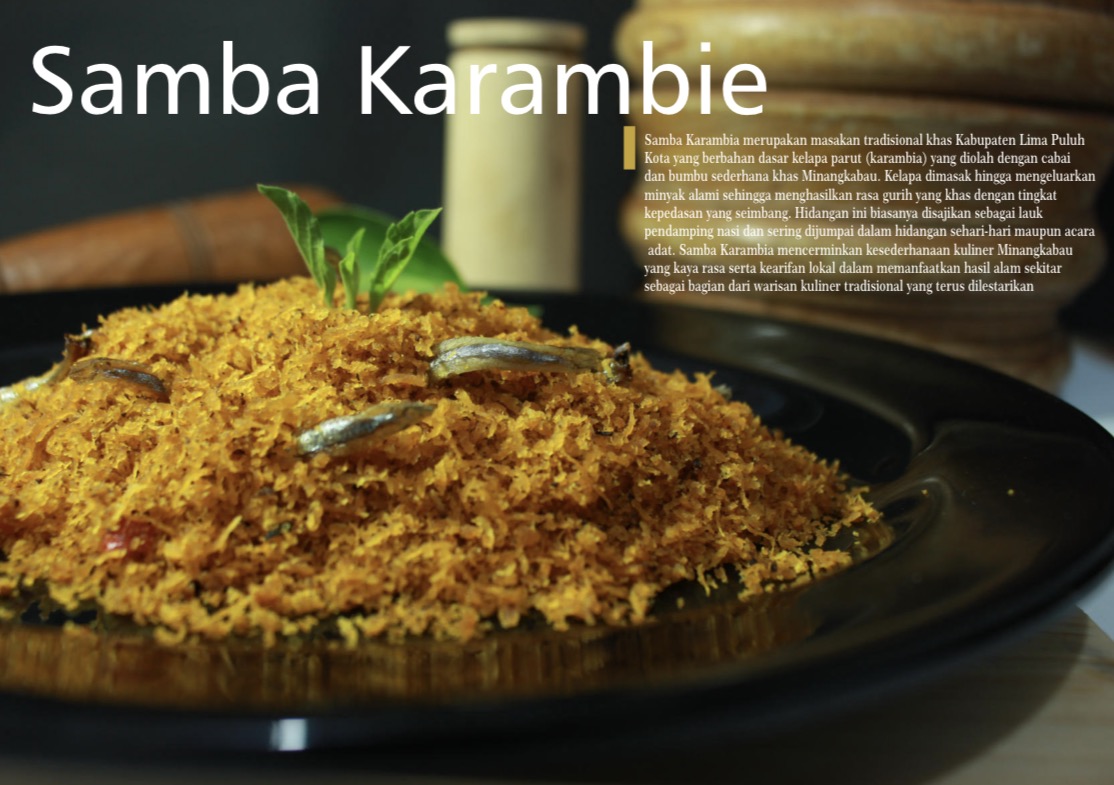 Samba Karambie
Samba Karambia merupakan masakan tradisional khas Kabupaten Lima Puluh
Kota yang berbahan dasar kelapa parut (karambia) yang diolah dengan cabai
dan bumbu sederhana khas Minangkabau. Kelapa dimasak hingga mengeluarkan
minyak alami sehingga menghasilkan rasa gurih yang khas dengan tingkat
kepedasan yang seimbang. Hidangan ini biasanya disajikan sebagai lauk
pendamping nasi dan sering dijumpai dalam hidangan sehari-hari maupun acara
adat. Samba Karambia mencerminkan kesederhanaan kuliner Minangkabau
yang kaya rasa serta kearifan lokal dalam memanfaatkan hasil alam sekitar
sebagai bagian dari warisan kuliner tradisional yang terus dilestarikan